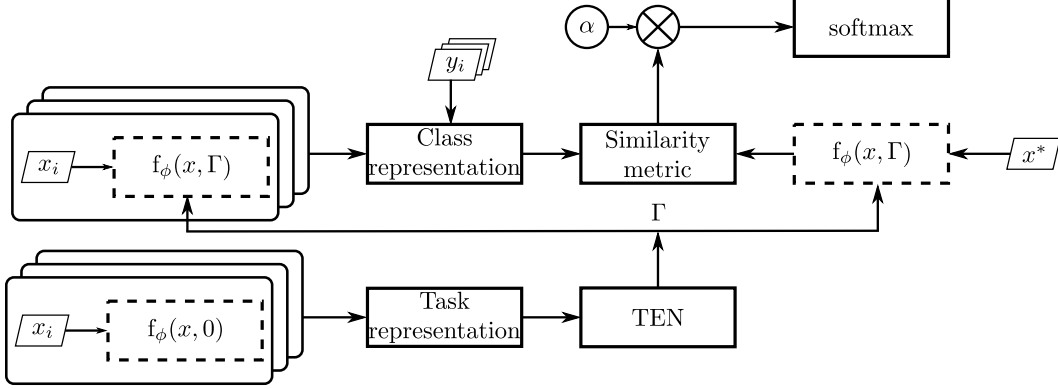 α
softmax
y_i
x_i
f_ϕ(x, Γ)
Class
representation
Similarity
metric
f_ϕ(x, Γ)
x*
Γ
x_i
f_ϕ(x, 0)
Task
representation
TEN